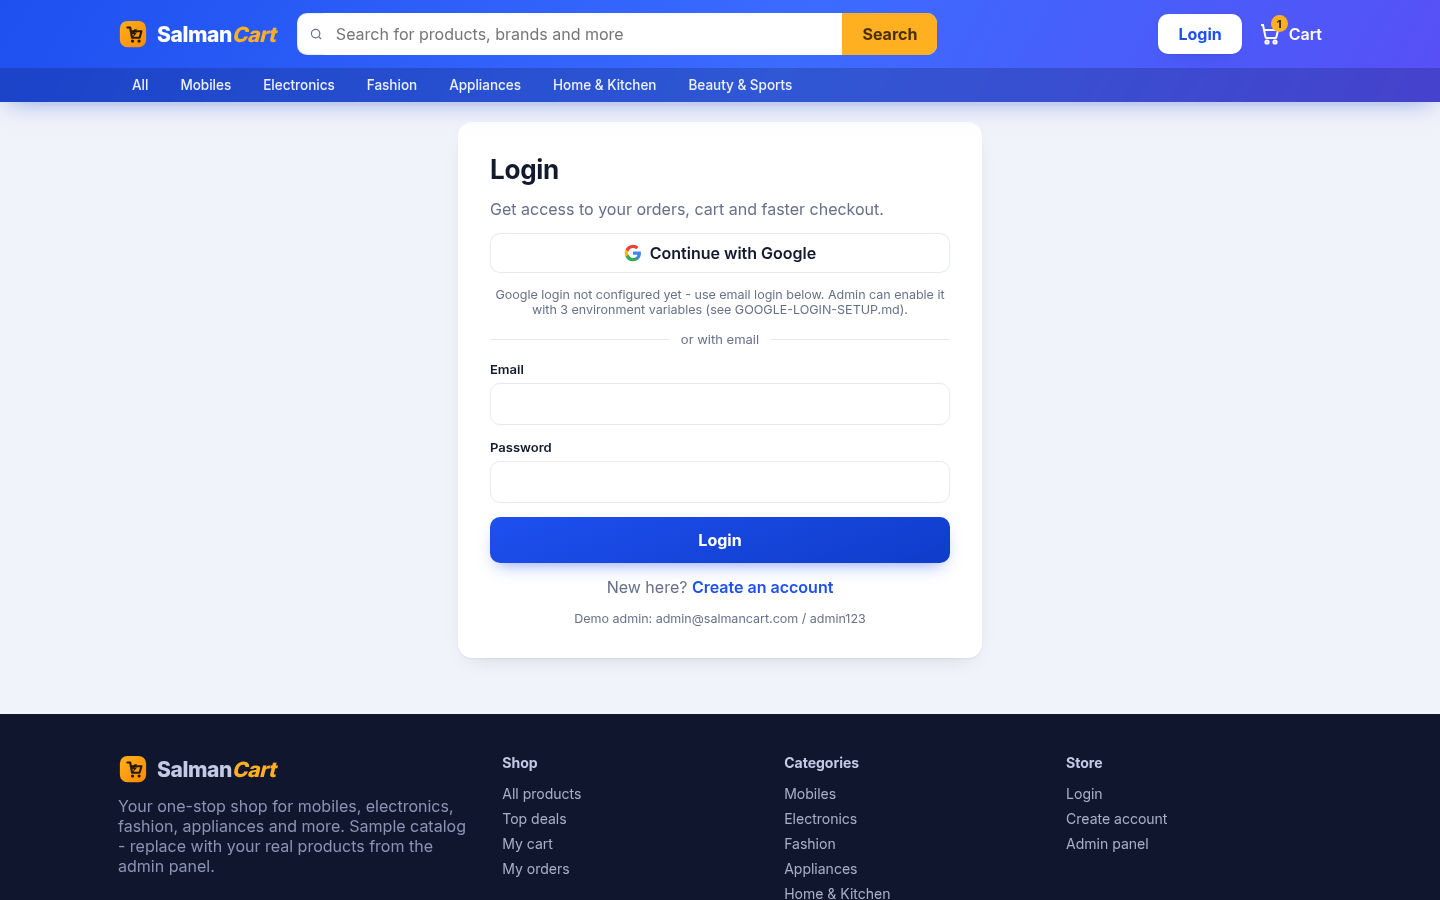 SalmanCart
Search for products, brands and more
Search
Login
1
Cart
All
Mobiles
Electronics
Fashion
Appliances
Home & Kitchen
Beauty & Sports
Login
Get access to your orders, cart and faster checkout.
Continue with Google
Google login not configured yet - use email login below. Admin can enable it
with 3 environment variables (see GOOGLE-LOGIN-SETUP.md).
or with email
Email
Password
Login
New here? Create an account
Demo admin: admin@salmancart.com / admin123
SalmanCart
Your one-stop shop for mobiles, electronics,
fashion, appliances and more. Sample catalog
- replace with your real products from the
admin panel.
Shop
All products
Top deals
My cart
My orders
Categories
Mobiles
Electronics
Fashion
Appliances
Home & Kitchen
Store
Login
Create account
Admin panel